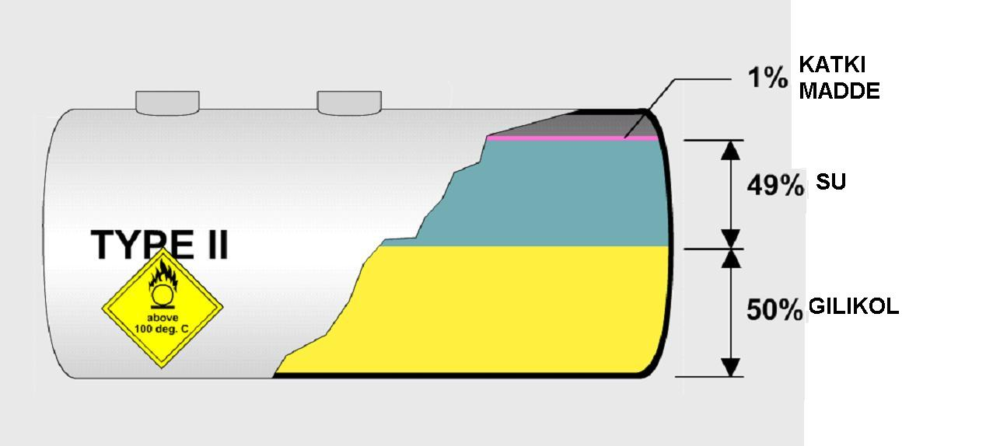 1% KATKI
MADDE
49% SU
TYPE II
50% GILIKOL
above
100 deg. C